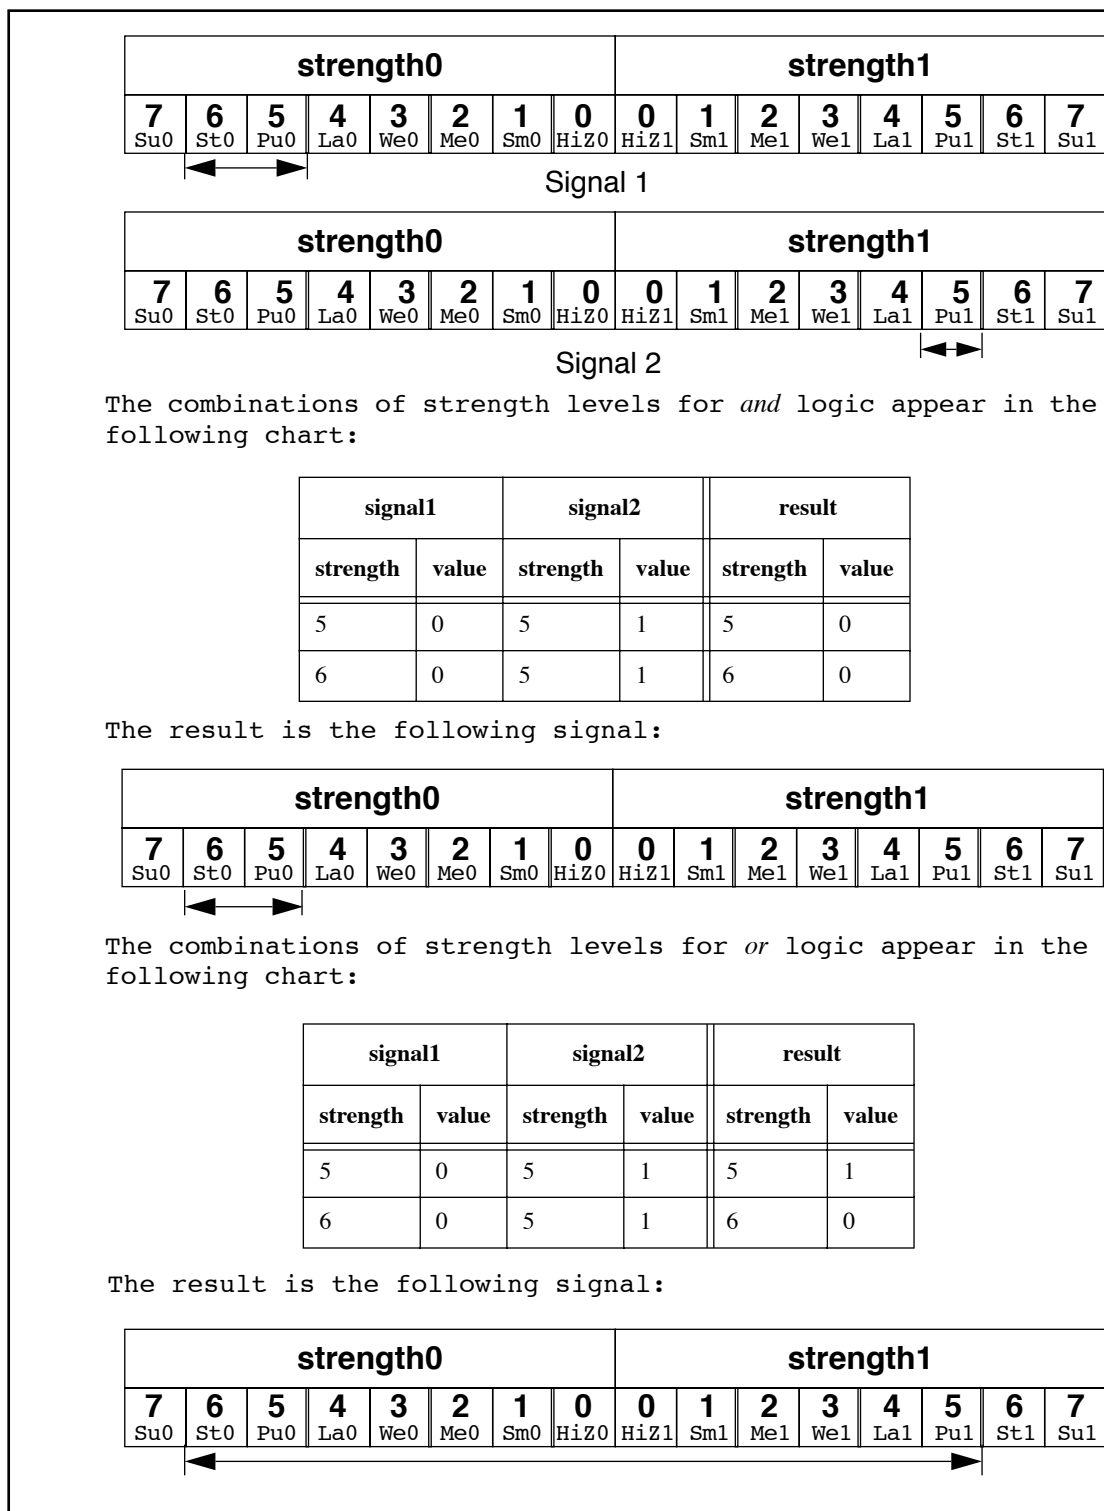 strength0 strength1
7 6 5 4 3 2 1 0 0 1 2 3 4 5 6 7
Su0 St0 Pu0 La0 We0 Me0 Sm0 HiZ0 HiZ1 Sm1 Me1 We1 La1 Pu1 St1 Su1
Signal 1
strength0 strength1
7 6 5 4 3 2 1 0 0 1 2 3 4 5 6 7
Su0 St0 Pu0 La0 We0 Me0 Sm0 HiZ0 HiZ1 Sm1 Me1 We1 La1 Pu1 St1 Su1
Signal 2
The combinations of strength levels for and logic appear in the
following chart:
signal1 signal2 result
strength value strength value strength value
5 0 5 1 5 0
6 0 5 1 6 0
The result is the following signal:
strength0 strength1
7 6 5 4 3 2 1 0 0 1 2 3 4 5 6 7
Su0 St0 Pu0 La0 We0 Me0 Sm0 HiZ0 HiZ1 Sm1 Me1 We1 La1 Pu1 St1 Su1
The combinations of strength levels for or logic appear in the
following chart:
signal1 signal2 result
strength value strength value strength value
5 0 5 1 5 1
6 0 5 1 6 0
The result is the following signal:
strength0 strength1
7 6 5 4 3 2 1 0 0 1 2 3 4 5 6 7
Su0 St0 Pu0 La0 We0 Me0 Sm0 HiZ0 HiZ1 Sm1 Me1 We1 La1 Pu1 St1 Su1